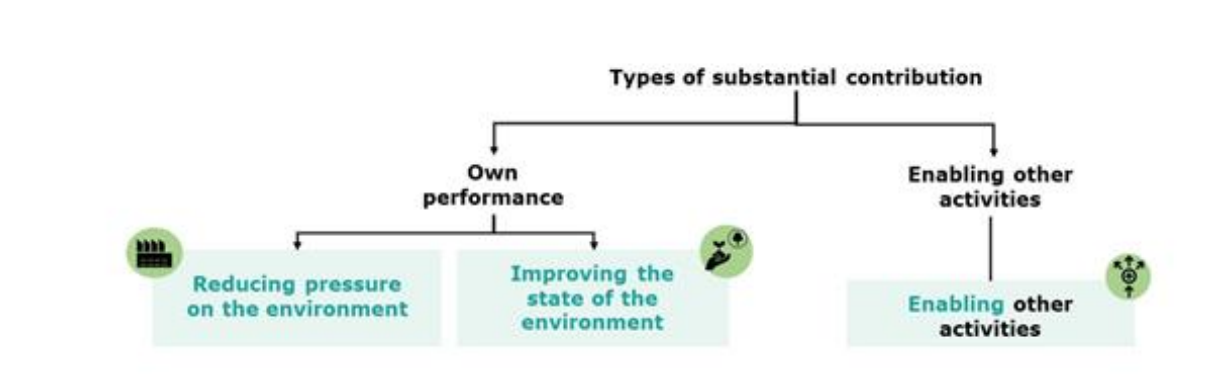 Types of substantial contribution
Own
performance
Enabling other
activities
Reducing pressure
on the environment
Improving the
state of the
environment
Enabling other
activities